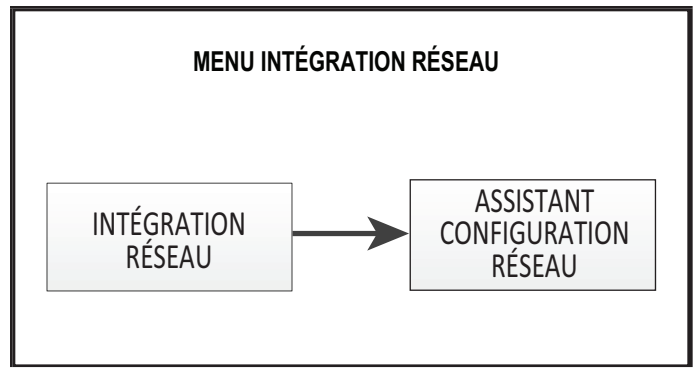 MENU INTÉGRATION RÉSEAU
INTÉGRATION
RÉSEAU
ASSISTANT
CONFIGURATION
RÉSEAU